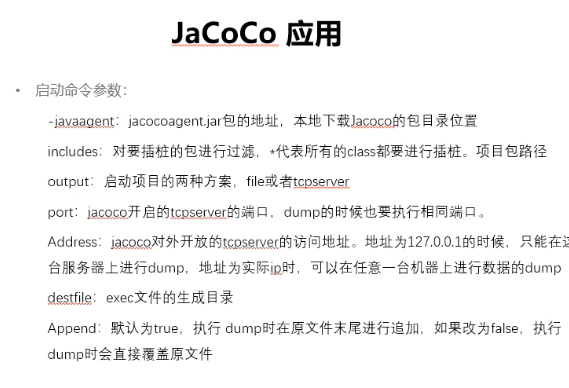 JaCoCo 应用
• 启动命令参数：
-javaagent：jacocoagent.jar包的地址，本地下载Jacoco的包目录位置
includes：对要插桩的包进行过滤，*代表所有的class都要进行插桩。项目包路径
output：启动项目的两种方案，file或者tcpserver
port：jacoco开启的tcpserver的端口，dump的时候也要执行相同端口。
Address：jacoco对外开放的tcpserver的访问地址。地址为127.0.0.1的时候，只能在
台服务器上进行dump，地址为实际ip时，可以在任意一台机器上进行数据的dump
destfile：exec文件的生成目录
Append：默认为true，执行 dump时在原文件末尾进行追加，如果改为false，执行
dump时会直接覆盖原文件